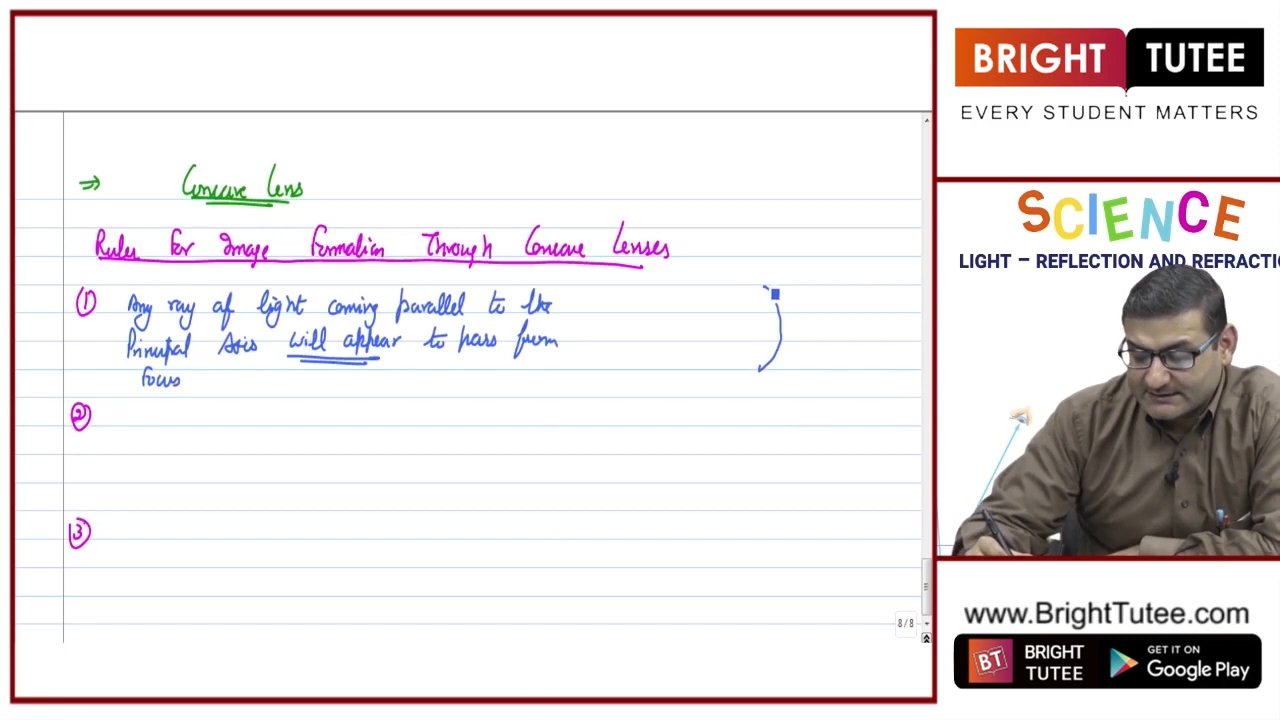 ⇒ Concave Lens
Rules For Image Formation Through Concave Lenses
① Any ray of light coming parallel to the
Principal Axis will appear to pass from
Focus
②
③
8/8
BRIGHT TUTEE
EVERY STUDENT MATTERS
SCIENCE
LIGHT – REFLECTION AND REFRACTI
www.BrightTutee.com
BT
BRIGHT
TUTEE
GET IT ON
Google Play